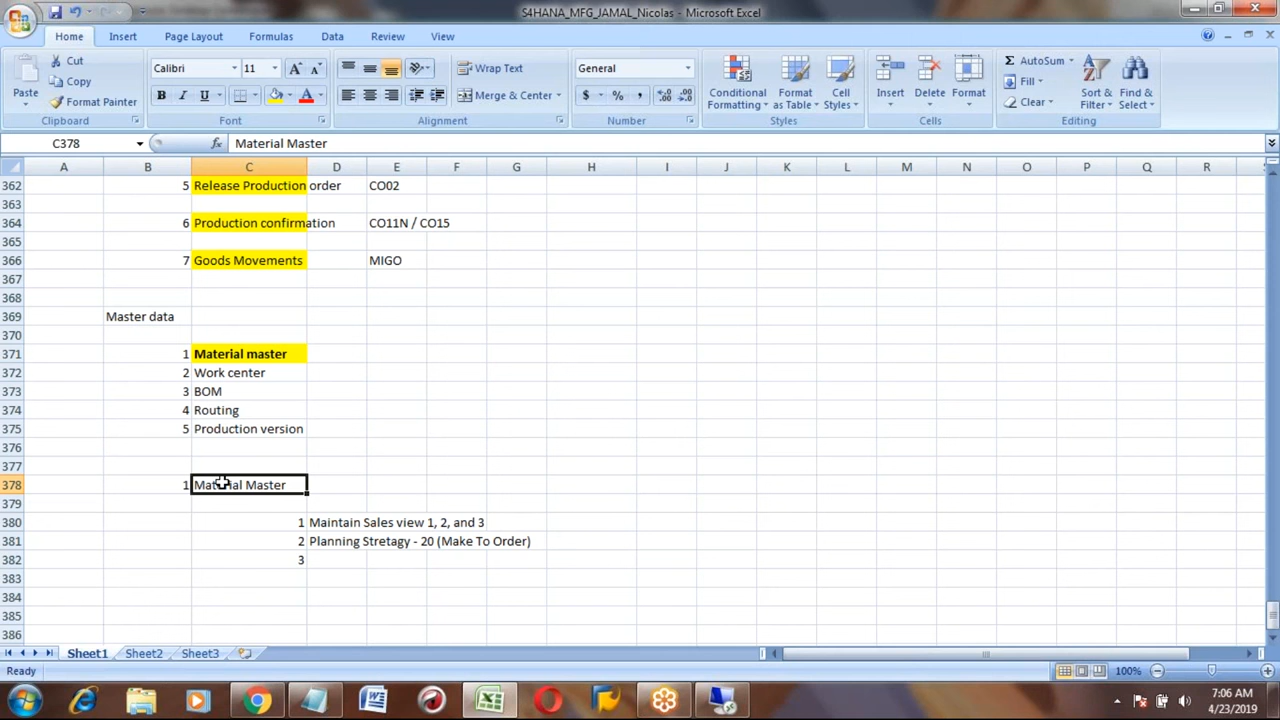 S4HANA_MFG_JAMAL_Nicolas - Microsoft Excel
Home Insert Page Layout Formulas Data Review View
Paste
Cut
Copy
Format Painter
Clipboard
Calibri 11
B I U
Font
Wrap Text
Merge & Center
Alignment
General
$ % ,
Number
Conditional Formatting
Format as Table
Cell Styles
Styles
Insert Delete Format
Cells
AutoSum
Fill
Clear
Sort & Filter
Find & Select
Editing
C378 fx Material Master
A B C D E F G H I J K L M N O P Q R
362 5 Release Production order CO02
363
364 6 Production confirmation CO11N / CO15
365
366 7 Goods Movements MIGO
367
368
369 Master data
370
371 1 Material master
372 2 Work center
373 3 BOM
374 4 Routing
375 5 Production version
376
377
378 1 Material Master
379
380 1 Maintain Sales view 1, 2, and 3
381 2 Planning Stretagy - 20 (Make To Order)
382 3
383
384
385
386
Sheet1 Sheet2 Sheet3
Ready 100%
7:06 AM
4/23/2019